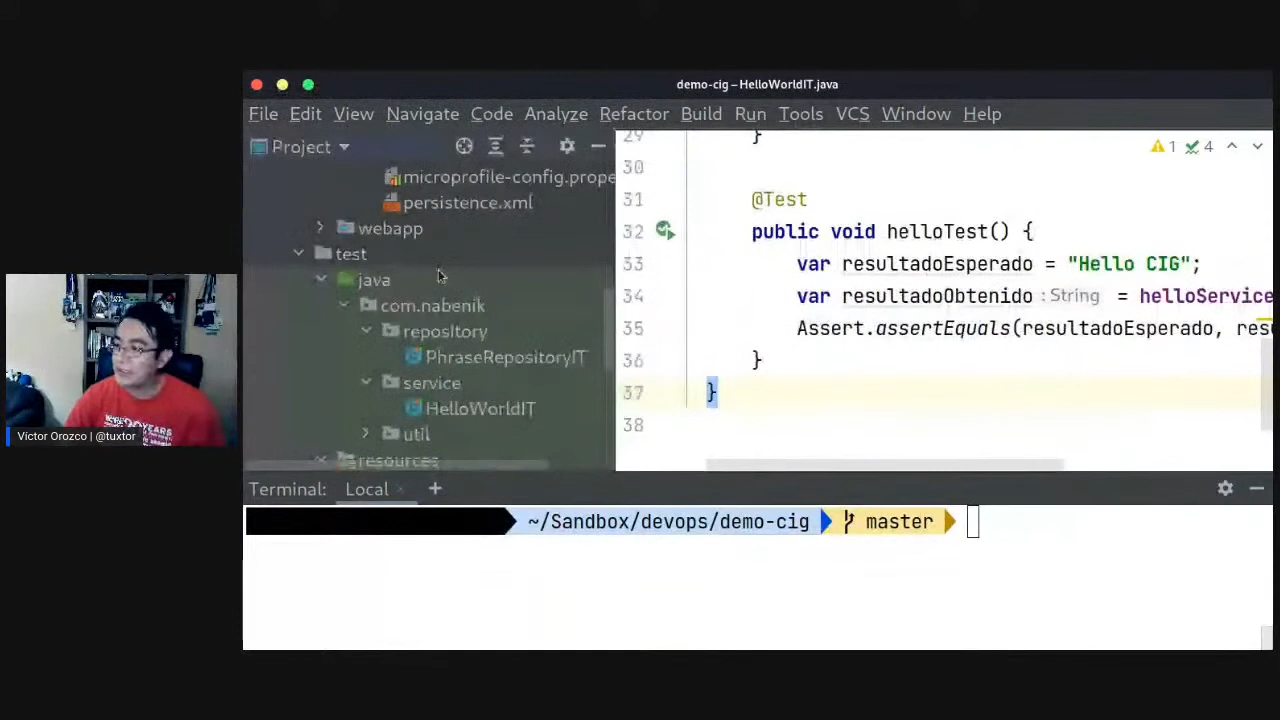 demo-cig – HelloWorldIT.java
File Edit View Navigate Code Analyze Refactor Build Run Tools VCS Window Help
Project
microprofile-config.prope
persistence.xml
webapp
test
java
com.nabenik
repository
PhraseRepositoryIT
service
HelloWorldIT
util
resources
29 }
30
31 @Test
32 public void helloTest() {
33 var resultadoEsperado = "Hello CIG";
34 var resultadoObtenido : String = helloService
35 Assert.assertEquals(resultadoEsperado, resu
36 }
37 }
38
1 4
Víctor Orozco | @tuxtor
Terminal: Local × +
~/Sandbox/devops/demo-cig master